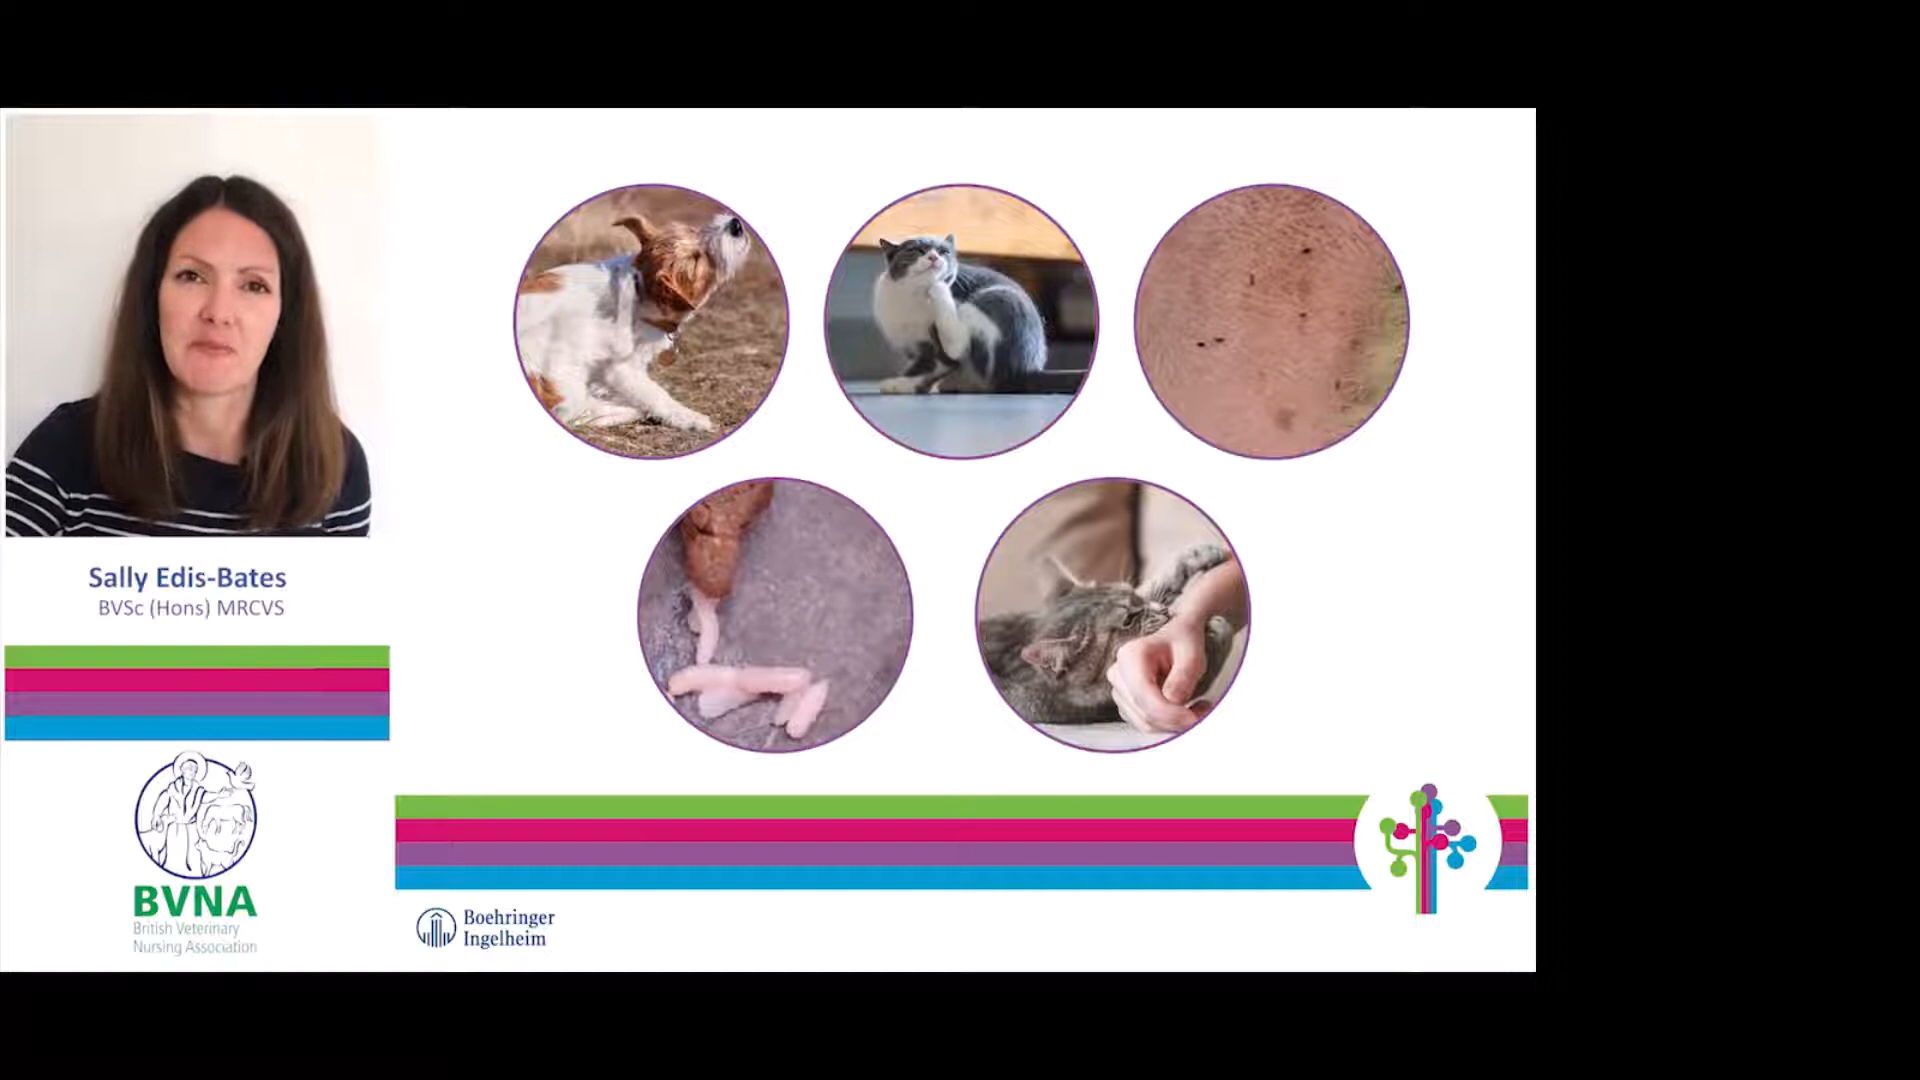 Sally Edis-Bates
BVSc (Hons) MRCVS
BVNA
British Veterinary
Nursing Association
Boehringer
Ingelheim